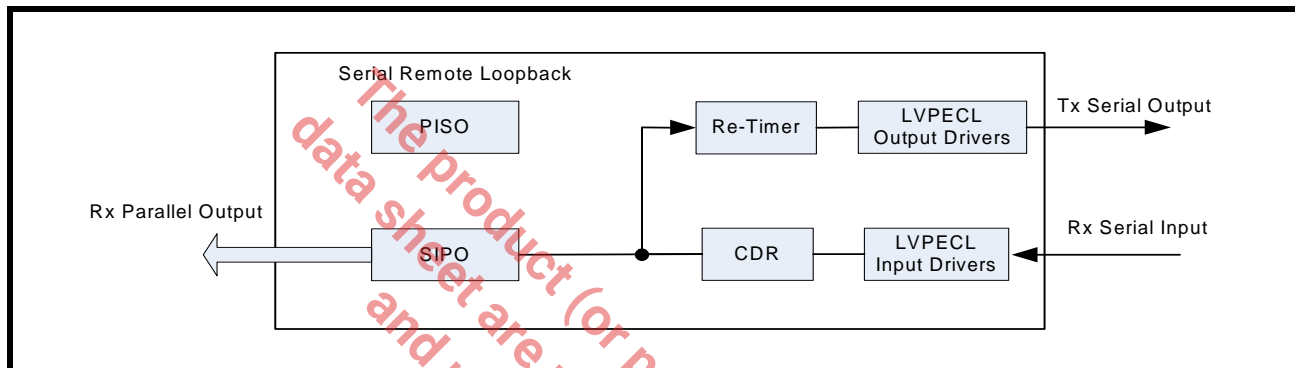 Serial Remote Loopback
PISO
Re-Timer
LVPECL
Output Drivers
Tx Serial Output
Rx Parallel Output
SIPO
CDR
LVPECL
Input Drivers
Rx Serial Input
The product (or
data sheet are
and